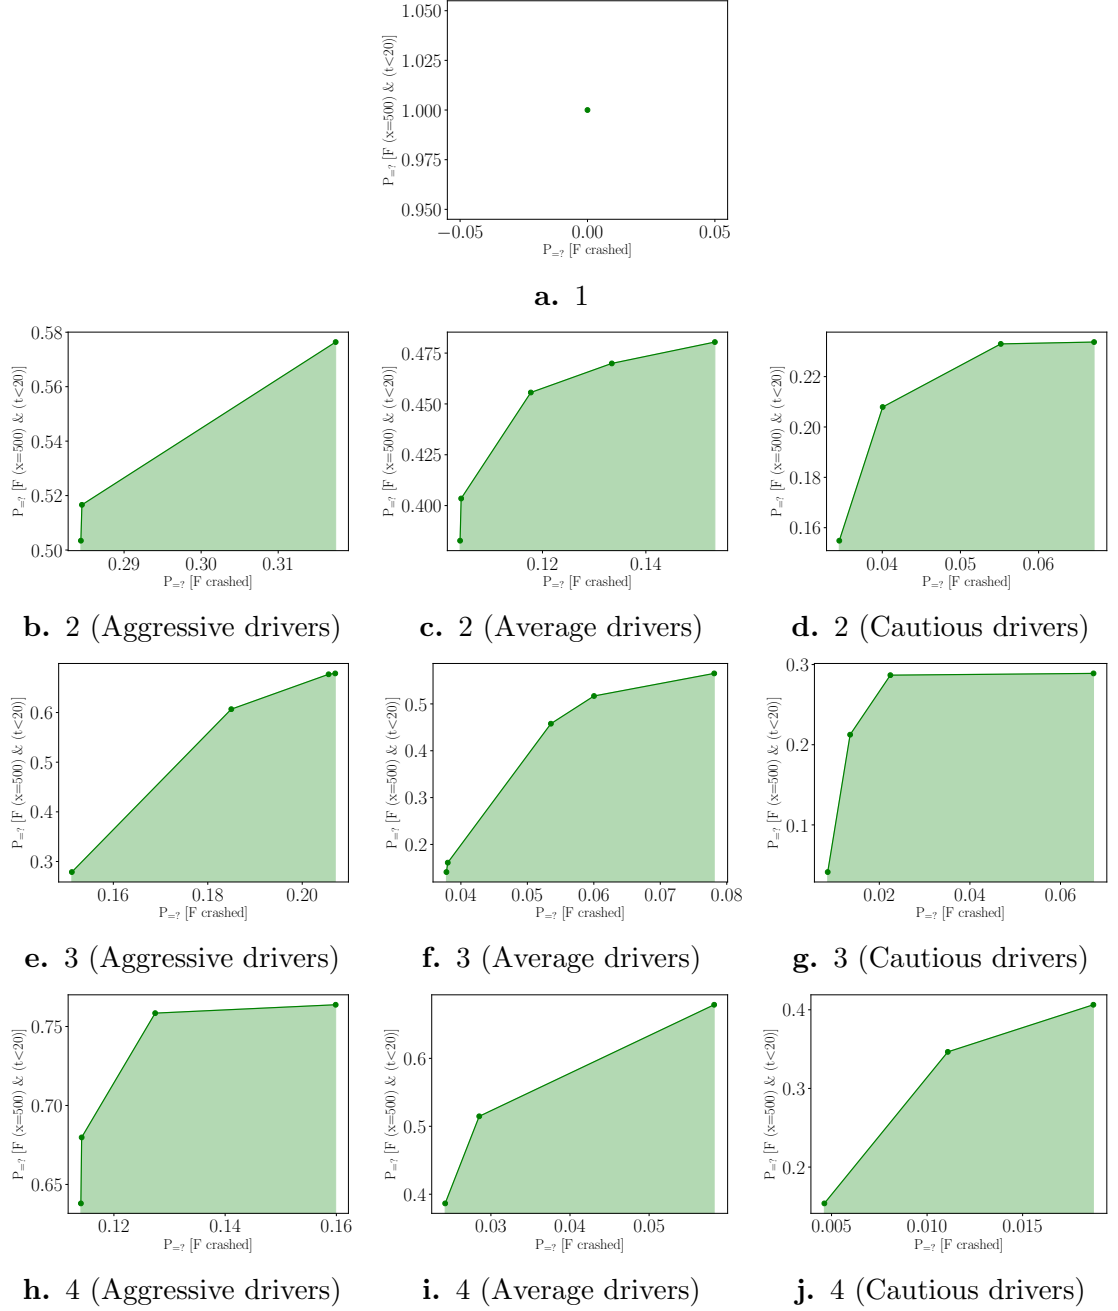 1.050
1.025
1.000
0.975
0.950
P=? [F (x=500) & (t<20)]
−0.05 0.00 0.05
P=? [F crashed]
a. 1
0.58
0.56
0.54
0.52
0.50
P=? [F (x=500) & (t<20)]
0.29 0.30 0.31
P=? [F crashed]
b. 2 (Aggressive drivers)
0.475
0.450
0.425
0.400
P=? [F (x=500) & (t<20)]
0.12 0.14
P=? [F crashed]
c. 2 (Average drivers)
0.22
0.20
0.18
0.16
P=? [F (x=500) & (t<20)]
0.04 0.05 0.06
P=? [F crashed]
d. 2 (Cautious drivers)
0.6
0.5
0.4
0.3
P=? [F (x=500) & (t<20)]
0.16 0.18 0.20
P=? [F crashed]
e. 3 (Aggressive drivers)
0.5
0.4
0.3
0.2
P=? [F (x=500) & (t<20)]
0.04 0.05 0.06 0.07 0.08
P=? [F crashed]
f. 3 (Average drivers)
0.3
0.2
0.1
P=? [F (x=500) & (t<20)]
0.02 0.04 0.06
P=? [F crashed]
g. 3 (Cautious drivers)
0.75
0.70
0.65
P=? [F (x=500) & (t<20)]
0.12 0.14 0.16
P=? [F crashed]
h. 4 (Aggressive drivers)
0.6
0.5
0.4
P=? [F (x=500) & (t<20)]
0.03 0.04 0.05
P=? [F crashed]
i. 4 (Average drivers)
0.4
0.3
0.2
P=? [F (x=500) & (t<20)]
0.005 0.010 0.015
P=? [F crashed]
j. 4 (Cautious drivers)